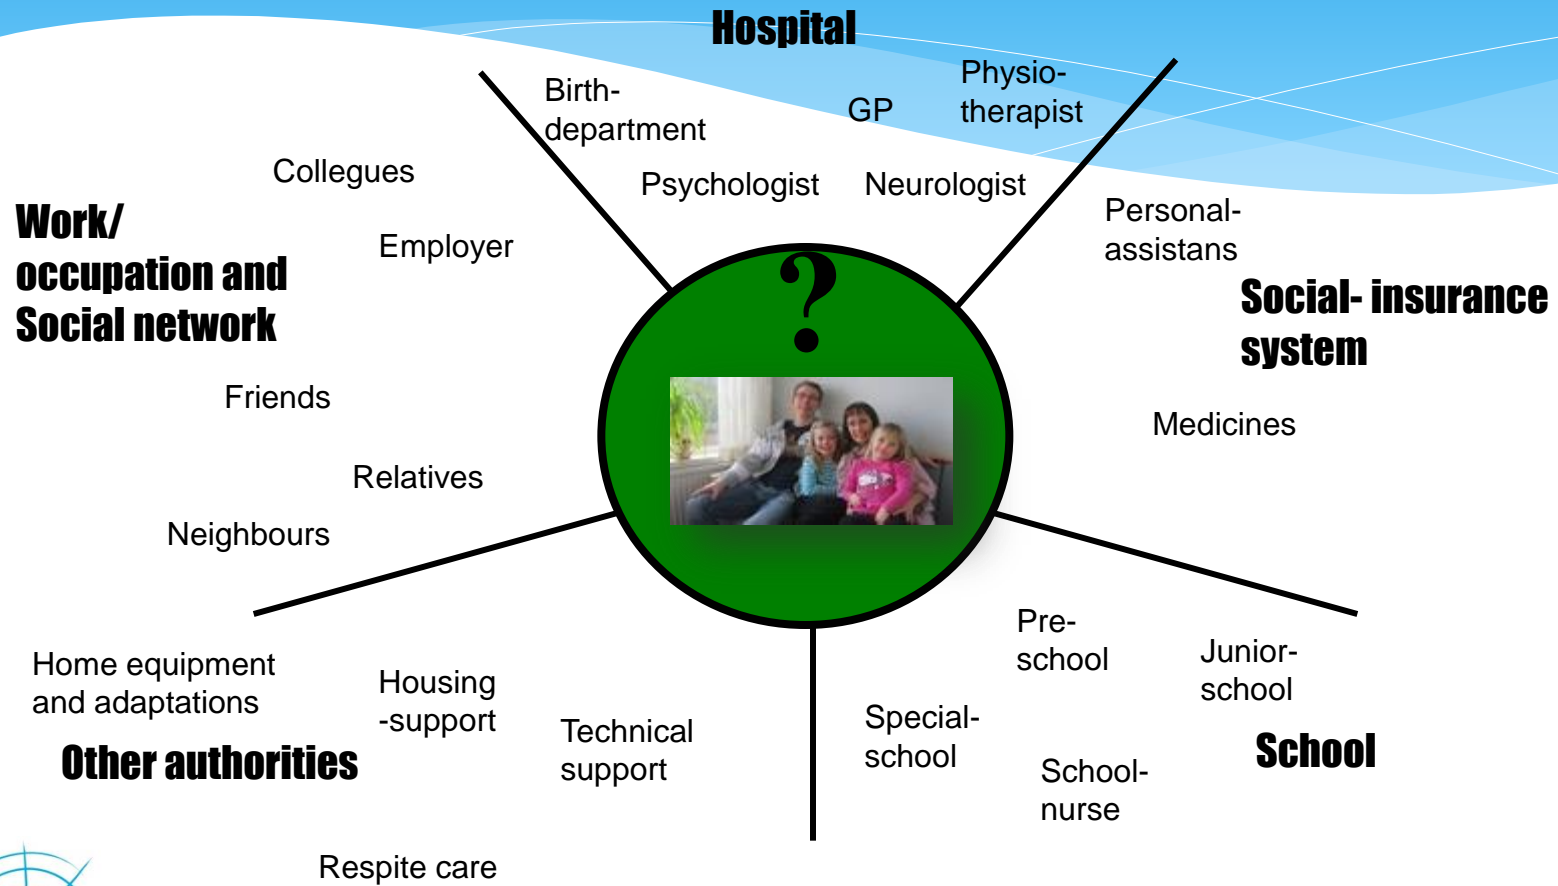 Hospital
Birth-
department
GP
Physio-
therapist
Psychologist
Neurologist
Collegues
Employer
Work/
occupation and
Social network
Friends
Relatives
Neighbours
?
Personal-
assistans
Social- insurance
system
Medicines
Home equipment
and adaptations
Housing
-support
Technical
support
Other authorities
Respite care
Pre-
school
Junior-
school
Special-
school
School-
nurse
School